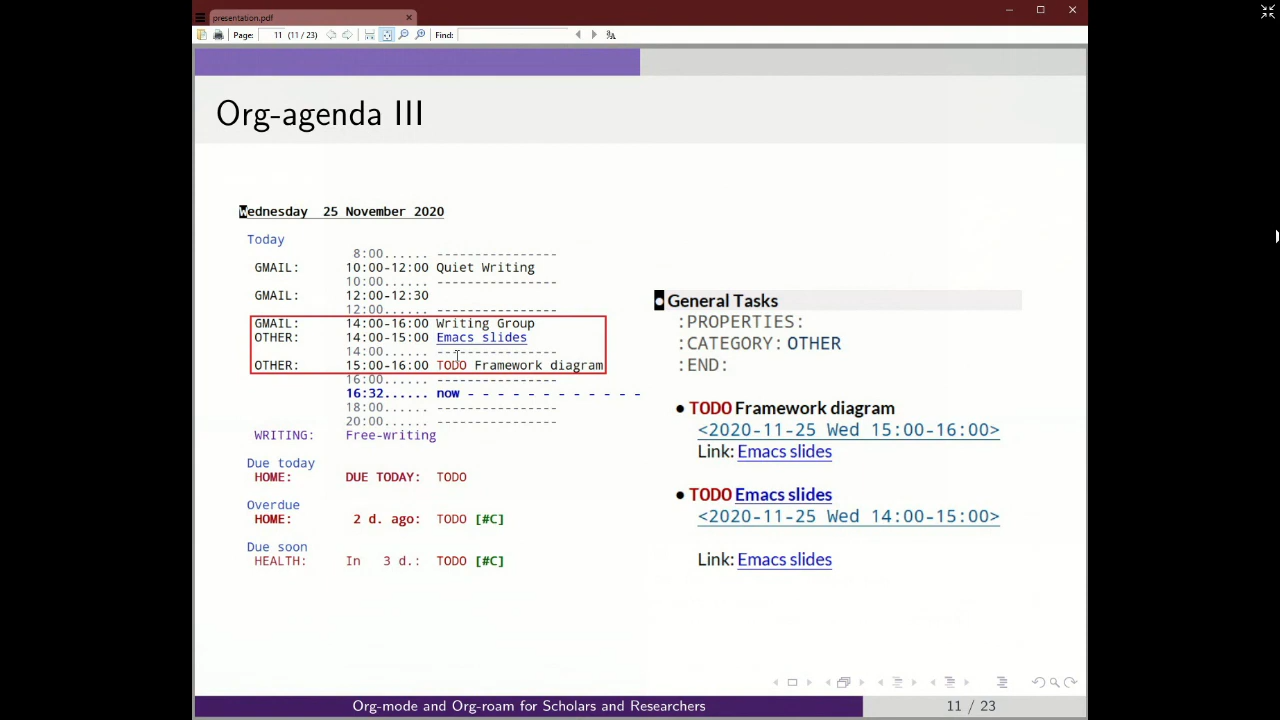 presentation.pdf
Page: 11 (11 / 23) Find:
Org-agenda III
Wednesday 25 November 2020
Today
8:00...... ----------------
GMAIL: 10:00-12:00 Quiet Writing
10:00...... ----------------
GMAIL: 12:00-12:30
12:00...... ----------------
GMAIL: 14:00-16:00 Writing Group
OTHER: 14:00-15:00 Emacs slides
14:00...... ----------------
OTHER: 15:00-16:00 TODO Framework diagram
16:00...... ----------------
16:32...... now - - - - - - - - - - - -
18:00...... ----------------
20:00...... ----------------
WRITING: Free-writing
Due today
HOME: DUE TODAY: TODO
Overdue
HOME: 2 d. ago: TODO [#C]
Due soon
HEALTH: In 3 d.: TODO [#C]
General Tasks
:PROPERTIES:
:CATEGORY: OTHER
:END:
• TODO Framework diagram
<2020-11-25 Wed 15:00-16:00>
Link: Emacs slides
• TODO Emacs slides
<2020-11-25 Wed 14:00-15:00>
Link: Emacs slides
Org-mode and Org-roam for Scholars and Researchers
11 / 23